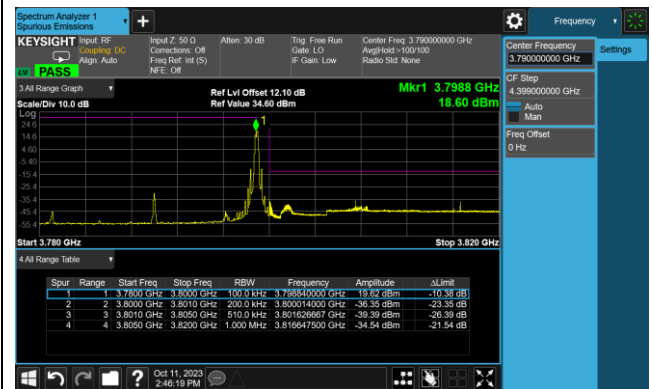 Spectrum Analyzer 1
Spurious Emissions
Frequency
KEYSIGHT
Input: RF
Coupling: DC
Align: Auto
Input Z: 50 Ω
Corrections: Off
Freq Ref: Int (S)
NFE: Off
Atten: 30 dB
Trig: Free Run
Gate: LO
IF Gain: Low
Center Freq: 3.790000000 GHz
Avg|Hold:>100/100
Radio Std: None
PASS
Center Frequency
3.790000000 GHz
Settings
CF Step
4.399000000 GHz
Auto
Man
Freq Offset
0 Hz
3 All Range Graph
Scale/Div 10.0 dB
Ref Lvl Offset 12.10 dB
Ref Value 34.60 dBm
Mkr1 3.7988 GHz
18.60 dBm
Log
24.6
14.6
4.60
-5.40
-15.4
-25.4
-35.4
-45.4
-55.4
1
Start 3.780 GHz
Stop 3.820 GHz
4 All Range Table
Spur Range Start Freq Stop Freq RBW Frequency Amplitude ΔLimit
1 1 3.7800 GHz 3.8000 GHz 100.0 kHz 3.798840000 GHz 19.62 dBm -10.38 dB
2 2 3.8000 GHz 3.8010 GHz 200.0 kHz 3.800014000 GHz -36.35 dBm -23.35 dB
3 3 3.8010 GHz 3.8050 GHz 510.0 kHz 3.801626667 GHz -39.39 dBm -26.39 dB
4 4 3.8050 GHz 3.8200 GHz 1.000 MHz 3.816647500 GHz -34.54 dBm -21.54 dB
Oct 11, 2023
2:46:19 PM